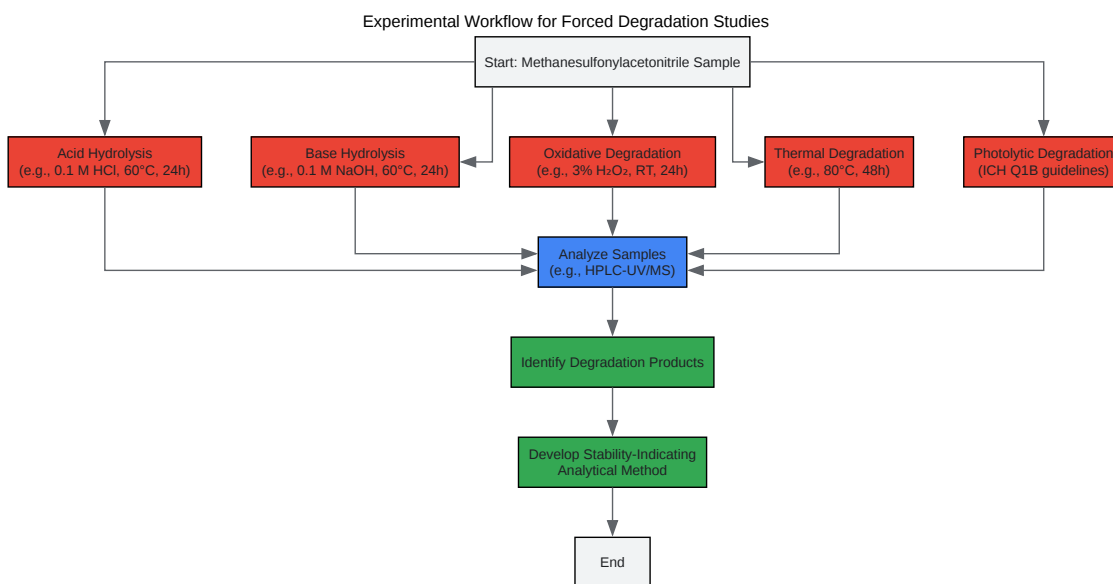 Experimental Workflow for Forced Degradation Studies
Start: Methanesulfonylacetonitrile Sample
Acid Hydrolysis
(e.g., 0.1 M HCl, 60°C, 24h)
Base Hydrolysis
(e.g., 0.1 M NaOH, 60°C, 24h)
Oxidative Degradation
(e.g., 3% H₂O₂, RT, 24h)
Thermal Degradation
(e.g., 80°C, 48h)
Photolytic Degradation
(ICH Q1B guidelines)
Analyze Samples
(e.g., HPLC-UV/MS)
Identify Degradation Products
Develop Stability-Indicating
Analytical Method
End